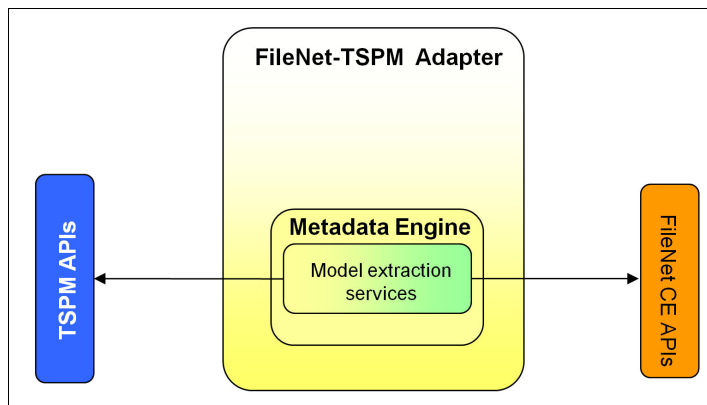 FileNet-TSPM Adapter
TSPM APIs
Metadata Engine
Model extraction
services
FileNet CE APIs